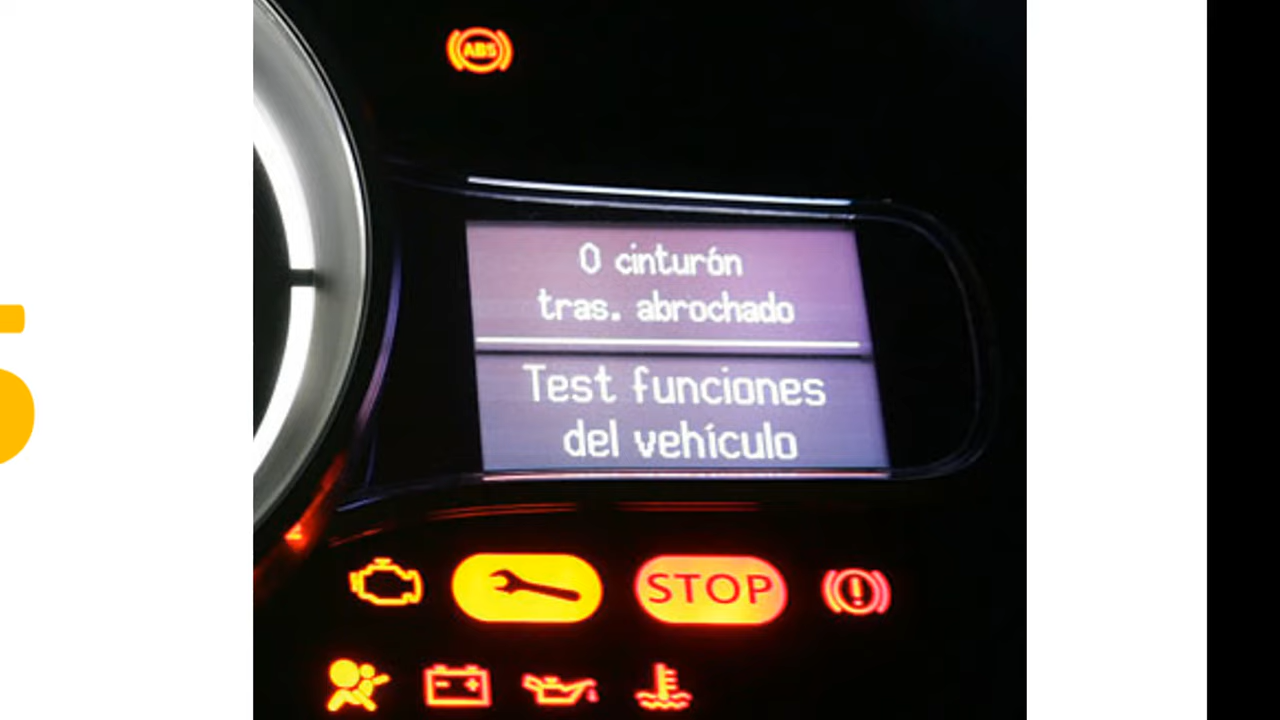 ABS
0 cinturón
tras. abrochado
Test funciones
del vehículo
STOP